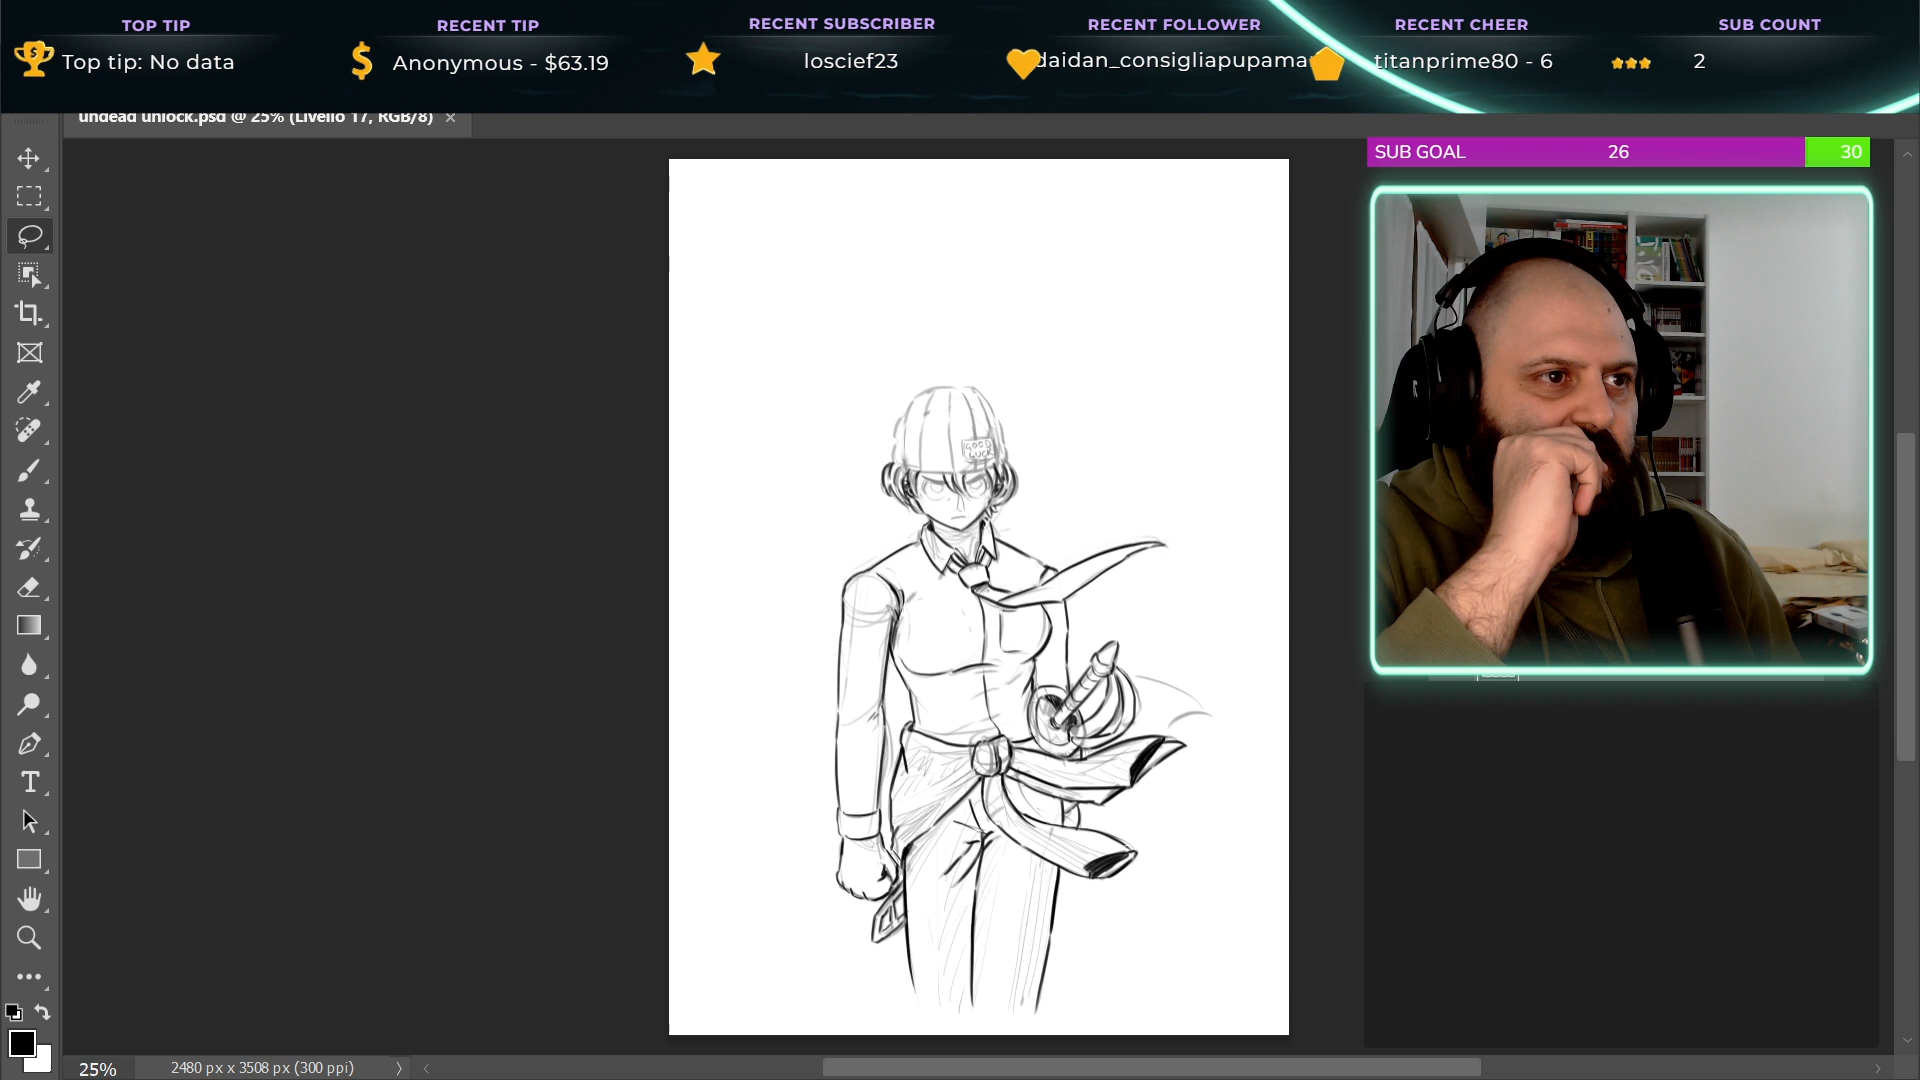 TOP TIP
Top tip: No data
RECENT TIP
Anonymous - $63.19
RECENT SUBSCRIBER
loscief23
RECENT FOLLOWER
daidan_consigliapupama
RECENT CHEER
titanprime80 - 6
SUB COUNT
2
undead unlock.psd @ 25% (Livello 17, RGB/8)
SUB GOAL 26 30
GOOD
LUCK
25%
2480 px x 3508 px (300 ppi)